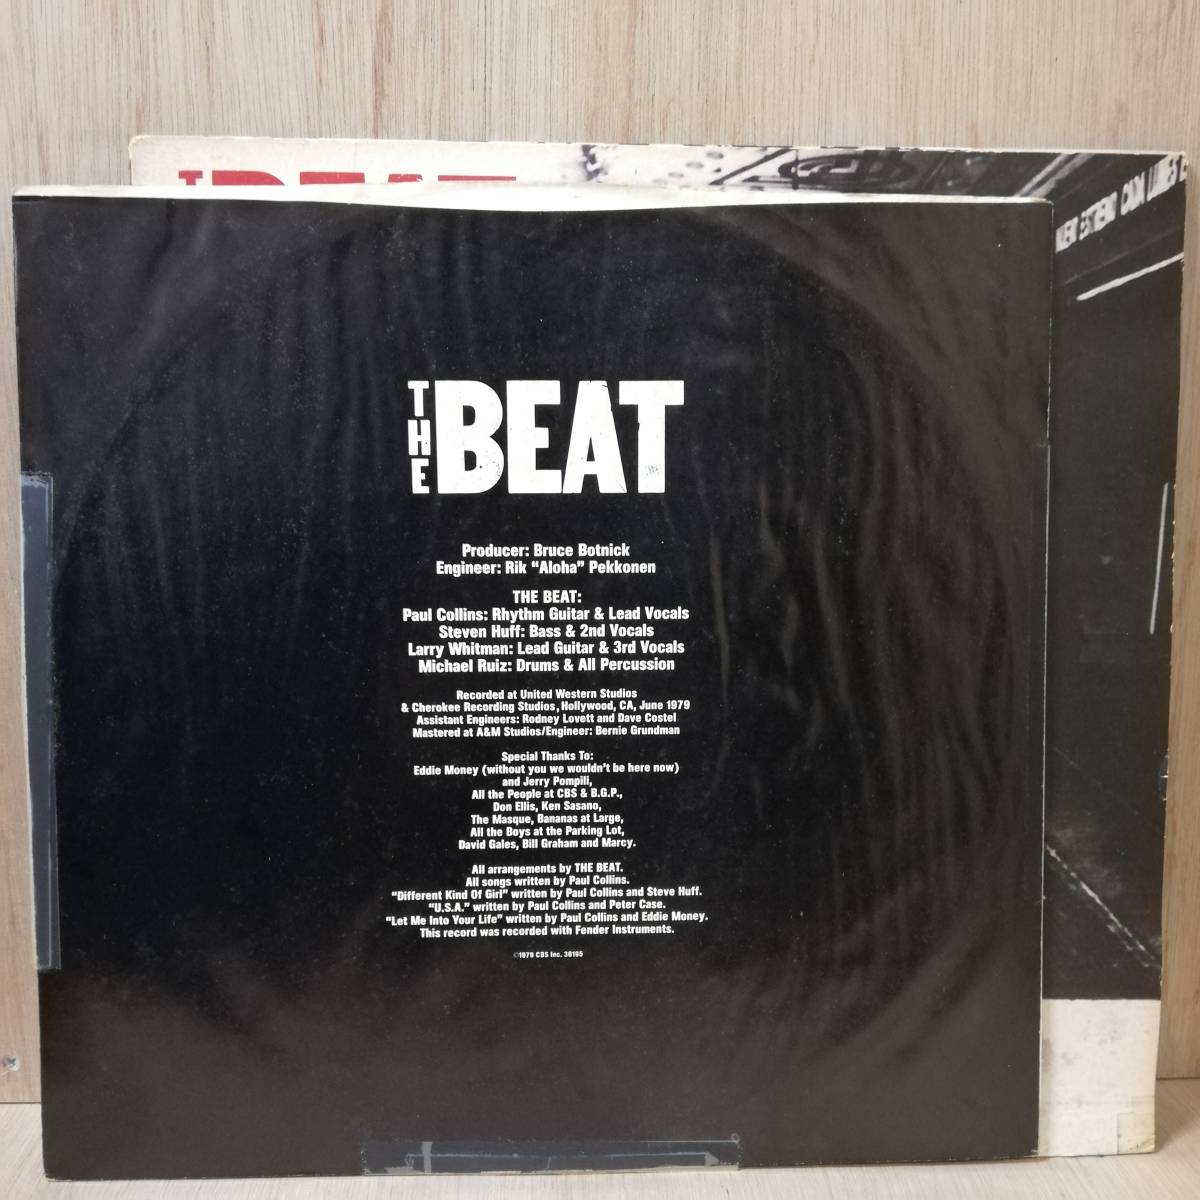 THE BEAT
NUEVO ESTRENO CADA LUNES
THE BEAT
Producer: Bruce Botnick
Engineer: Rik “Aloha” Pekkonen
THE BEAT:
Paul Collins: Rhythm Guitar & Lead Vocals
Steven Huff: Bass & 2nd Vocals
Larry Whitman: Lead Guitar & 3rd Vocals
Michael Ruiz: Drums & All Percussion
Recorded at United Western Studios
& Cherokee Recording Studios, Hollywood, CA, June 1979
Assistant Engineers: Rodney Lovett and Dave Costel
Mastered at A&M Studios/Engineer: Bernie Grundman
Special Thanks To:
Eddie Money (without you we wouldn't be here now)
and Jerry Pompili,
All the People at CBS & B.G.P.,
Don Ellis, Ken Sasano,
The Masque, Bananas at Large,
All the Boys at the Parking Lot,
David Gales, Bill Graham and Marcy.
All arrangements by THE BEAT.
All songs written by Paul Collins.
“Different Kind Of Girl” written by Paul Collins and Steve Huff.
“U.S.A.” written by Paul Collins and Peter Case.
“Let Me Into Your Life” written by Paul Collins and Eddie Money.
This record was recorded with Fender Instruments.
©1979 CBS Inc. 36195